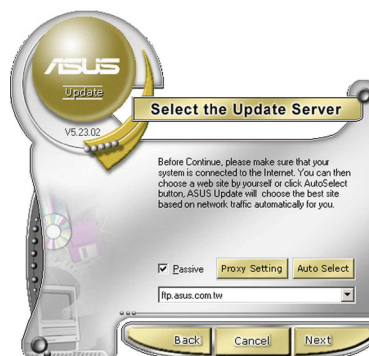 ASUS
Update
V5.23.02
Select the Update Server
Before Continue, please make sure that your
system is connected to the Internet. You can then
choose a web site by yourself or click AutoSelect
button, ASUS Update will choose the best site
based on network traffic automatically for you.
Passive
Proxy Setting
Auto Select
ftp.asus.com.tw
Back
Cancel
Next